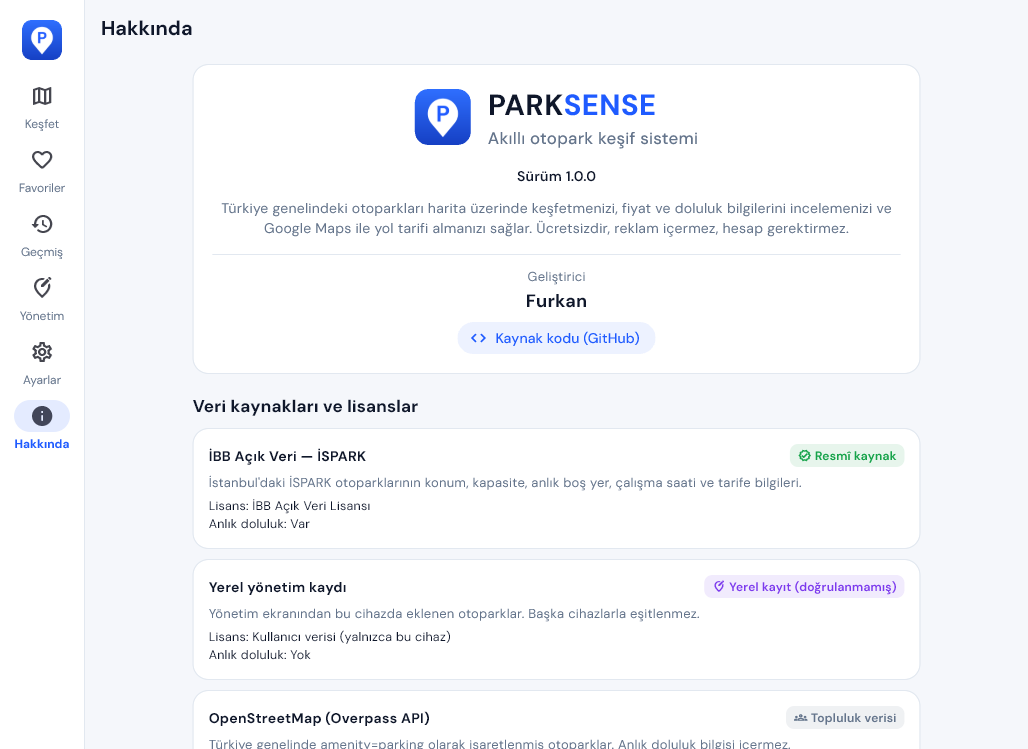 P
Keşfet
Favoriler
Geçmiş
Yönetim
Ayarlar
Hakkında
Hakkında
P
PARKSENSE
Akıllı otopark keşif sistemi
Sürüm 1.0.0
Türkiye genelindeki otoparkları harita üzerinde keşfetmenizi, fiyat ve doluluk bilgilerini incelemenizi ve
Google Maps ile yol tarifi almanızı sağlar. Ücretsizdir, reklam içermez, hesap gerektirmez.
Geliştirici
Furkan
Kaynak kodu (GitHub)
Veri kaynakları ve lisanslar
İBB Açık Veri — İSPARK
Resmî kaynak
İstanbul'daki İSPARK otoparklarının konum, kapasite, anlık boş yer, çalışma saati ve tarife bilgileri.
Lisans: İBB Açık Veri Lisansı
Anlık doluluk: Var
Yerel yönetim kaydı
Yerel kayıt (doğrulanmamış)
Yönetim ekranından bu cihazda eklenen otoparklar. Başka cihazlarla eşitlenmez.
Lisans: Kullanıcı verisi (yalnızca bu cihaz)
Anlık doluluk: Yok
OpenStreetMap (Overpass API)
Topluluk verisi
Türkiye genelinde amenity=parking olarak işaretlenmiş otoparklar. Anlık doluluk bilgisi içermez.